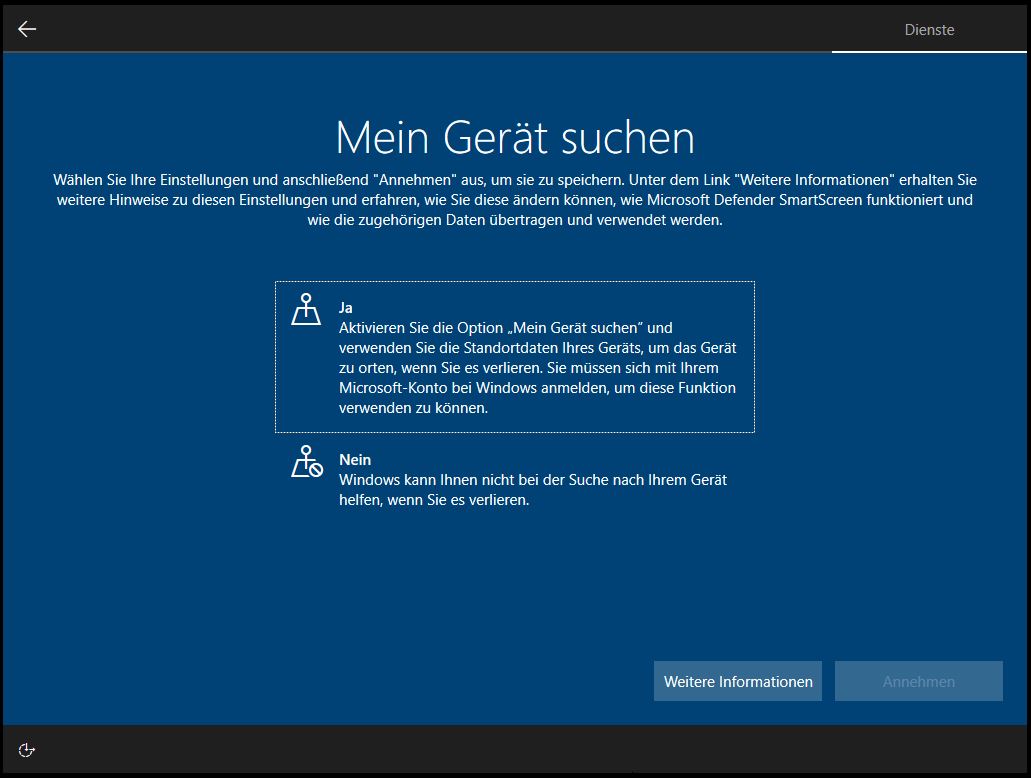 Dienste
Mein Gerät suchen
Wählen Sie Ihre Einstellungen und anschließend "Annehmen" aus, um sie zu speichern. Unter dem Link "Weitere Informationen" erhalten Sie
weitere Hinweise zu diesen Einstellungen und erfahren, wie Sie diese ändern können, wie Microsoft Defender SmartScreen funktioniert und
wie die zugehörigen Daten übertragen und verwendet werden.
Ja
Aktivieren Sie die Option „Mein Gerät suchen“ und
verwenden Sie die Standortdaten Ihres Geräts, um das Gerät
zu orten, wenn Sie es verlieren. Sie müssen sich mit Ihrem
Microsoft-Konto bei Windows anmelden, um diese Funktion
verwenden zu können.
Nein
Windows kann Ihnen nicht bei der Suche nach Ihrem Gerät
helfen, wenn Sie es verlieren.
Weitere Informationen
Annehmen